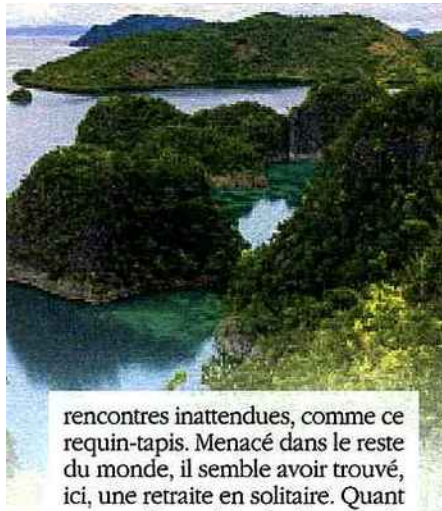 rencontres inattendues, comme ce
requin-tapis. Menacé dans le reste
du monde, il semble avoir trouvé,
ici, une retraite en solitaire. Quant